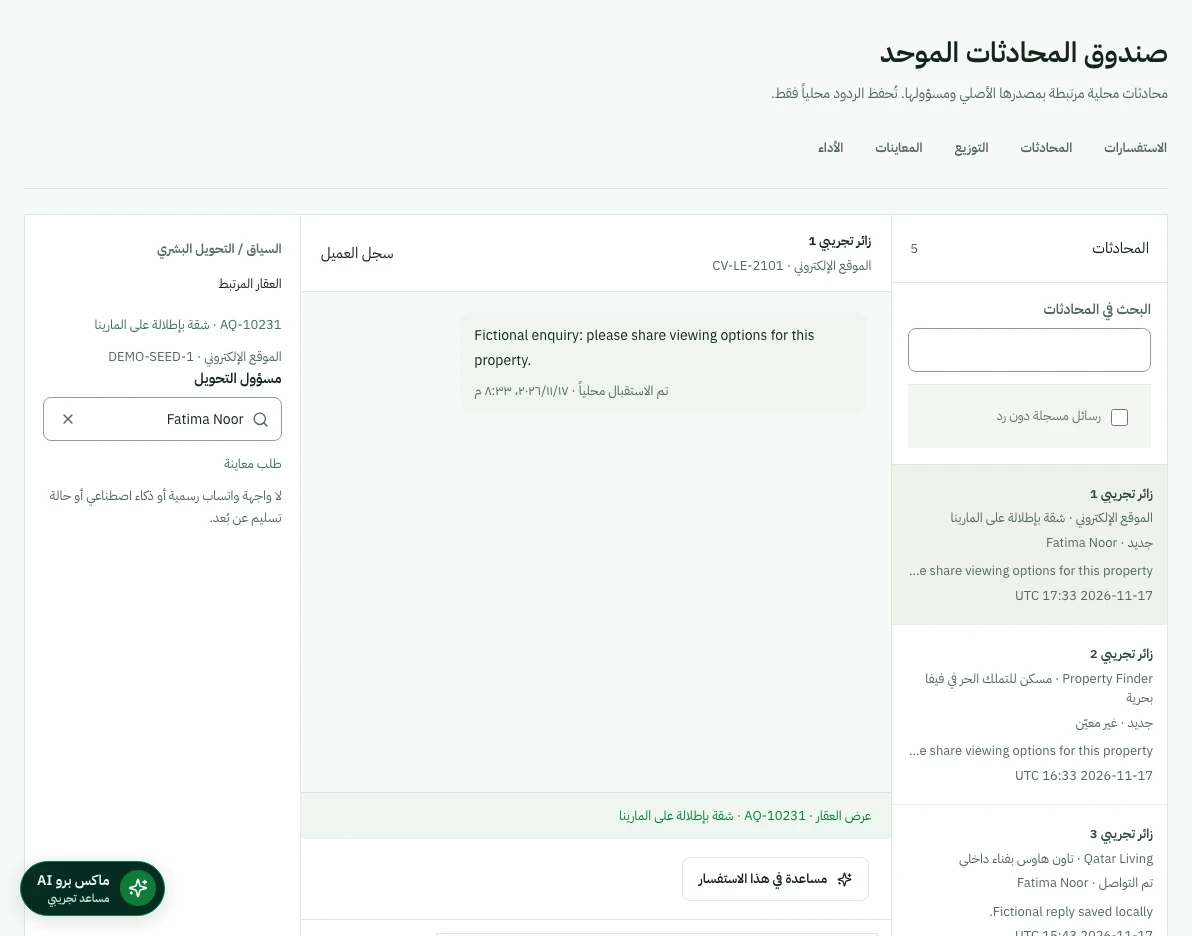 صندوق المحادثات الموحد
محادثات محلية مرتبطة بمصدرها الأصلي ومسؤولها. تُحفظ الردود محلياً فقط.
الاستفسارات
المحادثات
التوزيع
المعاينات
الأداء
المحادثات
5
البحث في المحادثات
رسائل مسجلة دون رد
زائر تجريبي 1
الموقع الإلكتروني · شقة بإطلالة على المارينا
جديد · Fatima Noor
...e share viewing options for this property
UTC 17:33 2026-11-17
زائر تجريبي 2
Property Finder · مسكن للتملك الحر في فيفا
بحرية
جديد · غير معيّن
...e share viewing options for this property
UTC 16:33 2026-11-17
زائر تجريبي 3
Qatar Living · تاون هاوس بفناء داخلي
تم التواصل · Fatima Noor
.Fictional reply saved locally
UTC 15:43 2026-11-17
زائر تجريبي 1
الموقع الإلكتروني · CV-LE-2101
سجل العميل
Fictional enquiry: please share viewing options for this
property.
تم الاستقبال محلياً · ٢٠٢٦/١١/١٧، ٨:٣٣ م
عرض العقار · AQ-10231 · شقة بإطلالة على المارينا
مساعدة في هذا الاستفسار
السياق / التحويل البشري
العقار المرتبط
AQ-10231 · شقة بإطلالة على المارينا
الموقع الإلكتروني · DEMO-SEED-1
مسؤول التحويل
Fatima Noor
طلب معاينة
لا واجهة واتساب رسمية أو ذكاء اصطناعي أو حالة
تسليم عن بُعد.
ماكس برو AI
مساعد تجريبي